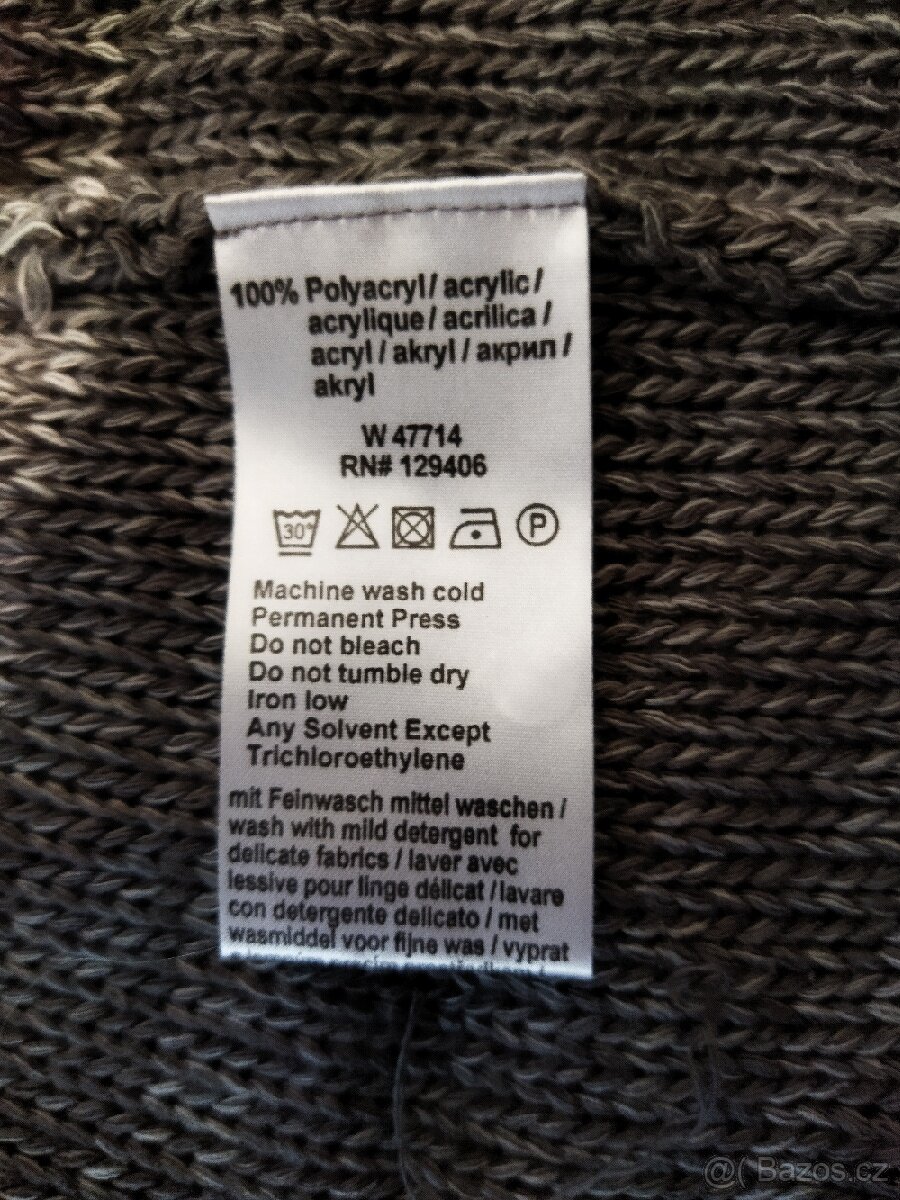 100% Polyacryl / acrylic /
acrylique / acrilica /
acryl / akryl / акрил /
akryl
W 47714
RN# 129406
30°
P
Machine wash cold
Permanent Press
Do not bleach
Do not tumble dry
Iron low
Any Solvent Except
Trichloroethylene
mit Feinwasch mittel waschen /
wash with mild detergent for
delicate fabrics / laver avec
lessive pour linge délicat / lavare
con detergente delicato / met
wasmiddel voor fijne was / vyprat
@( Bazos.cz